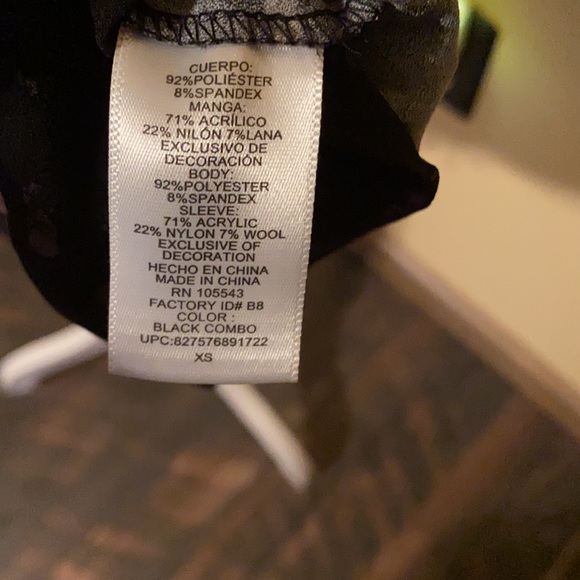 CUERPO:
92%POLIÉSTER
8%SPANDEX
MANGA:
71% ACRÍLICO
22% NILÓN 7%LANA
EXCLUSIVO DE
DECORACIÓN
BODY:
92%POLYESTER
8%SPANDEX
SLEEVE:
71% ACRYLIC
22% NYLON 7% WOOL
EXCLUSIVE OF
DECORATION
HECHO EN CHINA
MADE IN CHINA
RN 105543
FACTORY ID# B8
COLOR :
BLACK COMBO
UPC:827576891722
XS